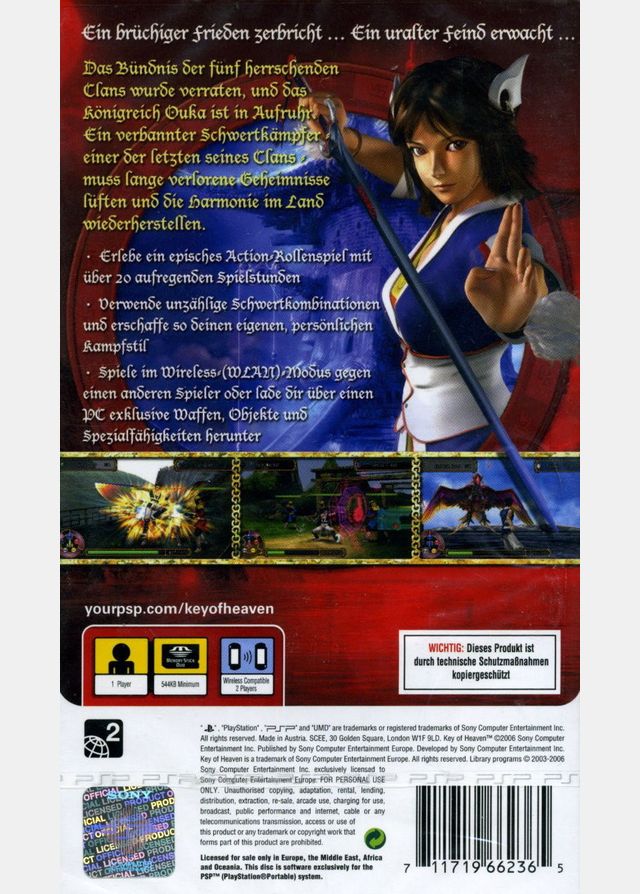 Ein brüchiger Frieden zerbricht ... Ein uralter Feind erwacht ...
Das Bündnis der fünf herrschenden
Clans wurde verraten, und das
Königreich Ouka ist in Aufruhr.
Ein verbannter Schwertkämpfer -
einer der letzten seines Clans -
muss lange verlorene Geheimnisse
lüften und die Harmonie im Land
wiederherstellen.
· Erlebe ein episches Action-Rollenspiel mit
über 20 aufregenden Spielstunden
· Verwende unzählige Schwertkombinationen
und erschaffe so deinen eigenen, persönlichen
Kampfstil
· Spiele im Wireless-(WLAN)-Modus gegen
einen anderen Spieler oder lade dir über einen
PC exklusive Waffen, Objekte und
Spezialfähigkeiten herunter
yourpsp.com/keyofheaven
1 Player
MEMORY STICK
DUO
544KB Minimum
Wireless Compatible
2 Players
WICHTIG: Dieses Produkt ist
durch technische Schutzmaßnahmen
kopiergeschützt
2
" ", "PlayStation", "PSP" and "UMD" are trademarks or registered trademarks of Sony Computer Entertainment Inc.
All rights reserved. Made in Austria. SCEE, 30 Golden Square, London W1F 9LD. Key of Heaven™ ©2006 Sony Computer
Entertainment Inc. Published by Sony Computer Entertainment Europe. Developed by Sony Computer Entertainment Inc.
Key of Heaven is a trademark of Sony Computer Entertainment Europe. All rights reserved. Library programs © 2003-2006
Sony Computer Entertainment Inc. exclusively licensed to
Sony Computer Entertainment Europe. FOR PERSONAL USE
ONLY. Unauthorised copying, adaptation, rental, lending,
distribution, extraction, re-sale, arcade use, charging for use,
broadcast, public performance and internet, cable or any
telecommunications transmission, access or use of
this product or any trademark or copyright work that
forms part of this product are prohibited.
Licensed for sale only in Europe, the Middle East, Africa
and Oceania. This disc is software exclusively for the
PSP™ (PlayStation®Portable) system.
SONY
OFFICIAL LICENSED PRODUCT
7 11719 66236 5